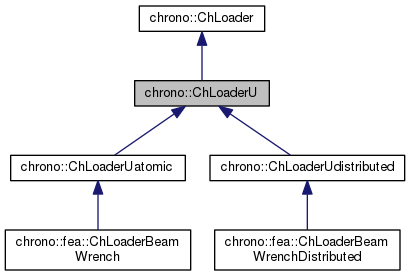 chrono::ChLoader
chrono::ChLoaderU
chrono::ChLoaderUatomic
chrono::ChLoaderUdistributed
chrono::fea::ChLoaderBeam
Wrench
chrono::fea::ChLoaderBeam
WrenchDistributed